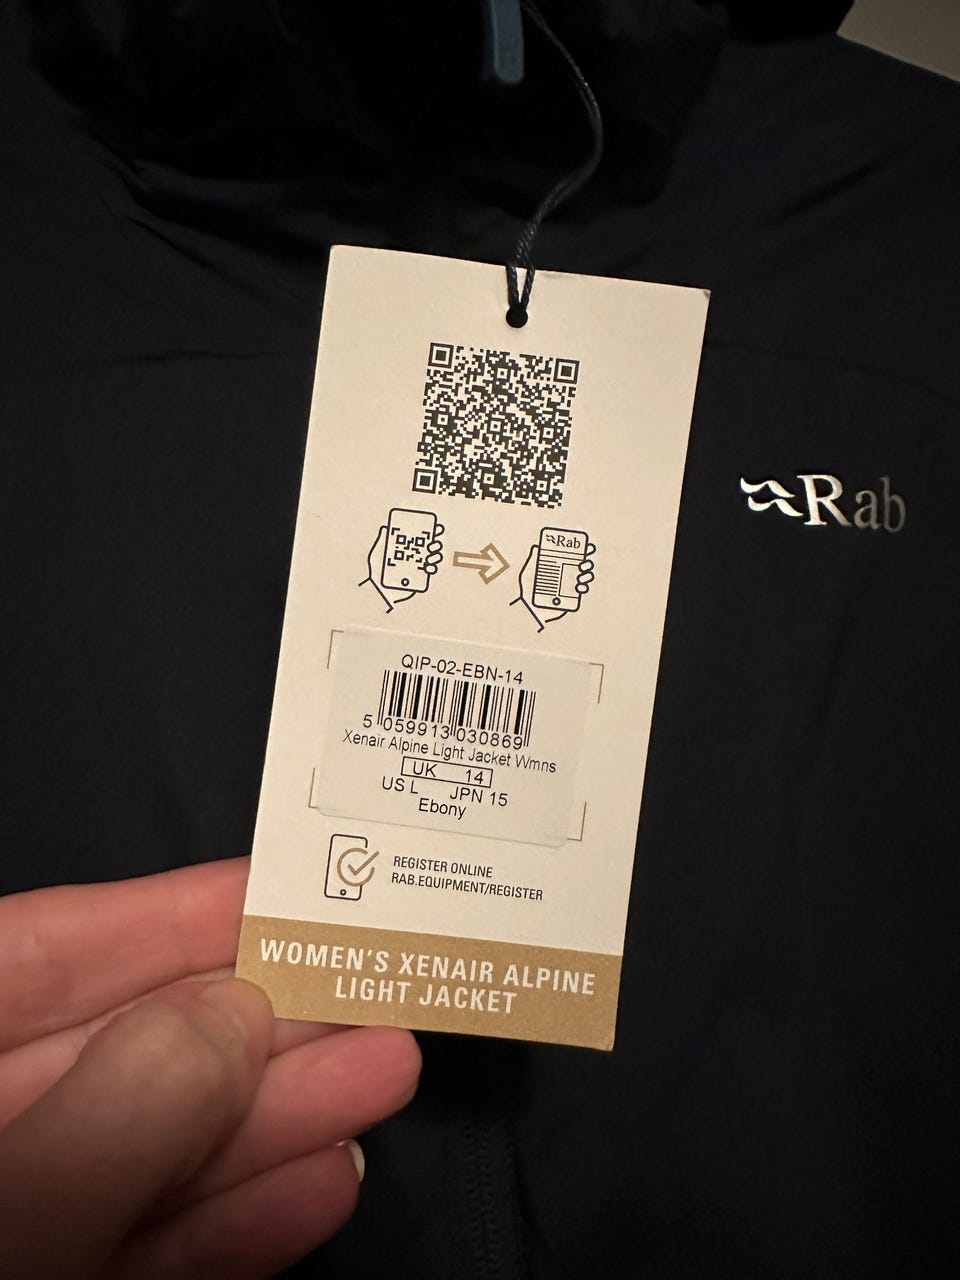 Rab
Rab
QIP-02-EBN-14
5 059913 030869
Xenair Alpine Light Jacket Wmns
UK 14
US L JPN 15
Ebony
REGISTER ONLINE
RAB.EQUIPMENT/REGISTER
WOMEN'S XENAIR ALPINE
LIGHT JACKET